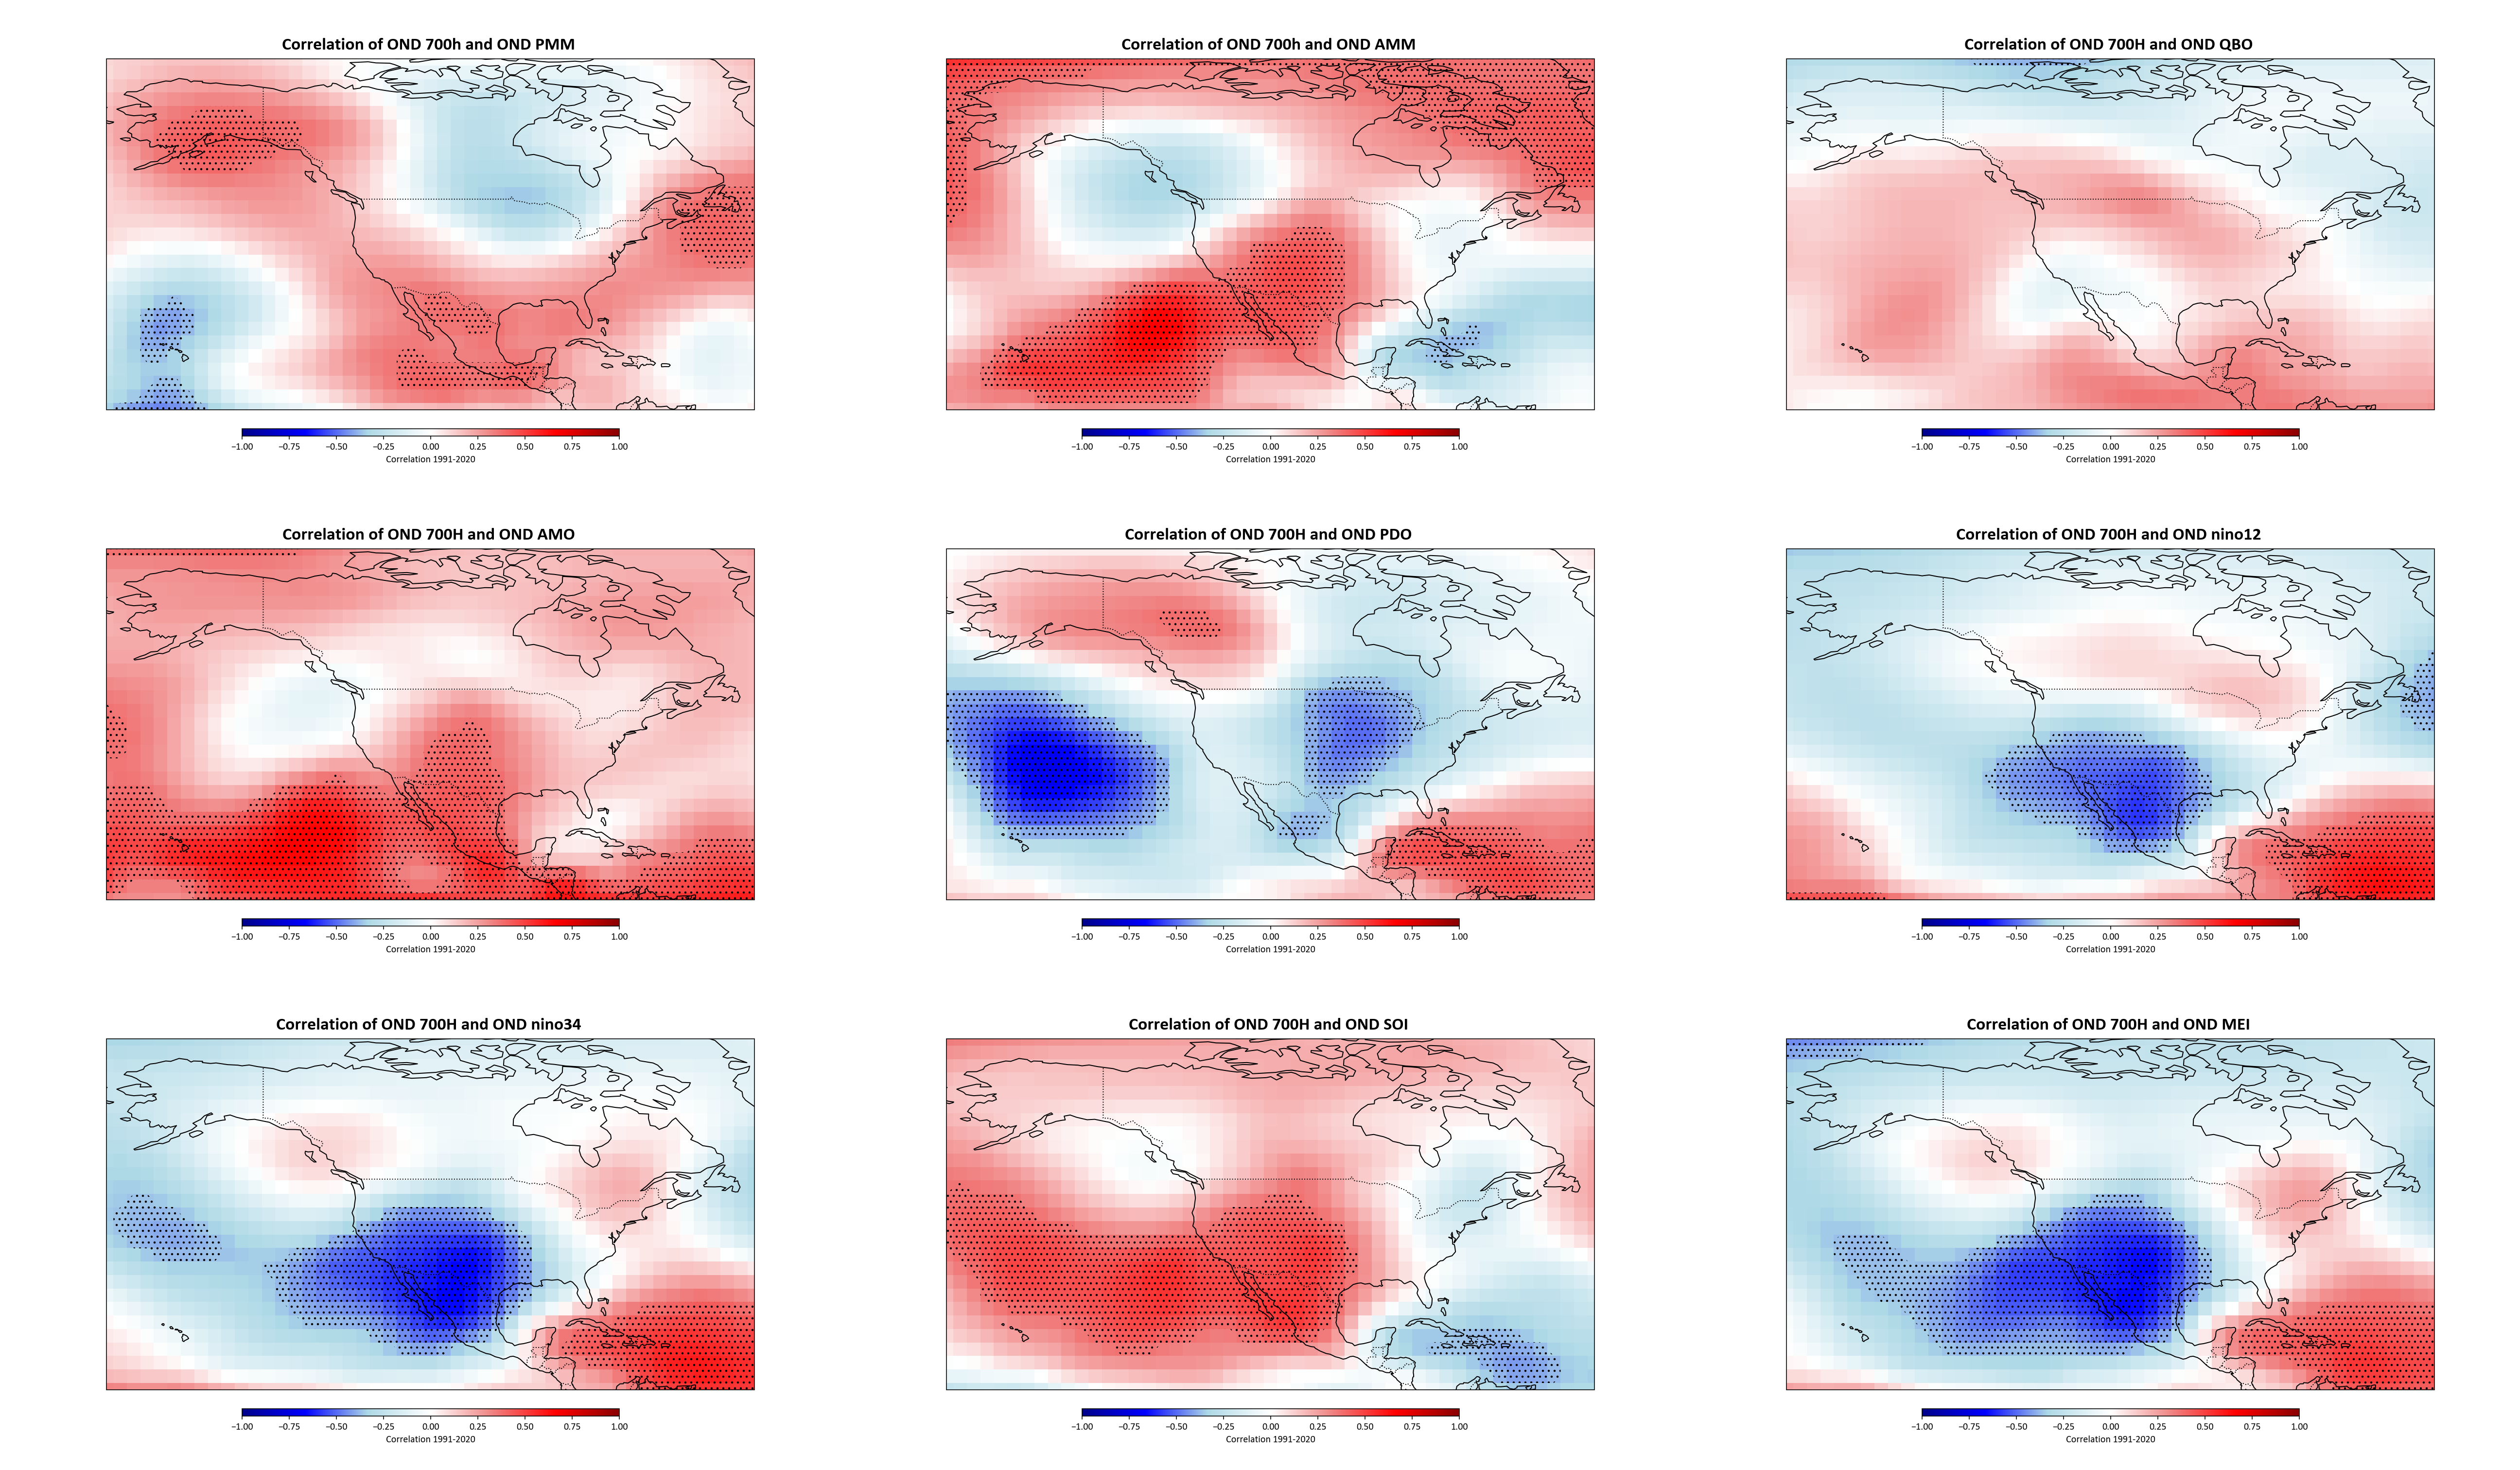 Correlation of OND 700h and OND PMM
−1.00 −0.75 −0.50 −0.25 0.00 0.25 0.50 0.75 1.00
Correlation 1991-2020
Correlation of OND 700h and OND AMM
−1.00 −0.75 −0.50 −0.25 0.00 0.25 0.50 0.75 1.00
Correlation 1991-2020
Correlation of OND 700H and OND QBO
−1.00 −0.75 −0.50 −0.25 0.00 0.25 0.50 0.75 1.00
Correlation 1991-2020
Correlation of OND 700H and OND AMO
−1.00 −0.75 −0.50 −0.25 0.00 0.25 0.50 0.75 1.00
Correlation 1991-2020
Correlation of OND 700H and OND PDO
−1.00 −0.75 −0.50 −0.25 0.00 0.25 0.50 0.75 1.00
Correlation 1991-2020
Correlation of OND 700H and OND nino12
−1.00 −0.75 −0.50 −0.25 0.00 0.25 0.50 0.75 1.00
Correlation 1991-2020
Correlation of OND 700H and OND nino34
−1.00 −0.75 −0.50 −0.25 0.00 0.25 0.50 0.75 1.00
Correlation 1991-2020
Correlation of OND 700H and OND SOI
−1.00 −0.75 −0.50 −0.25 0.00 0.25 0.50 0.75 1.00
Correlation 1991-2020
Correlation of OND 700H and OND MEI
−1.00 −0.75 −0.50 −0.25 0.00 0.25 0.50 0.75 1.00
Correlation 1991-2020